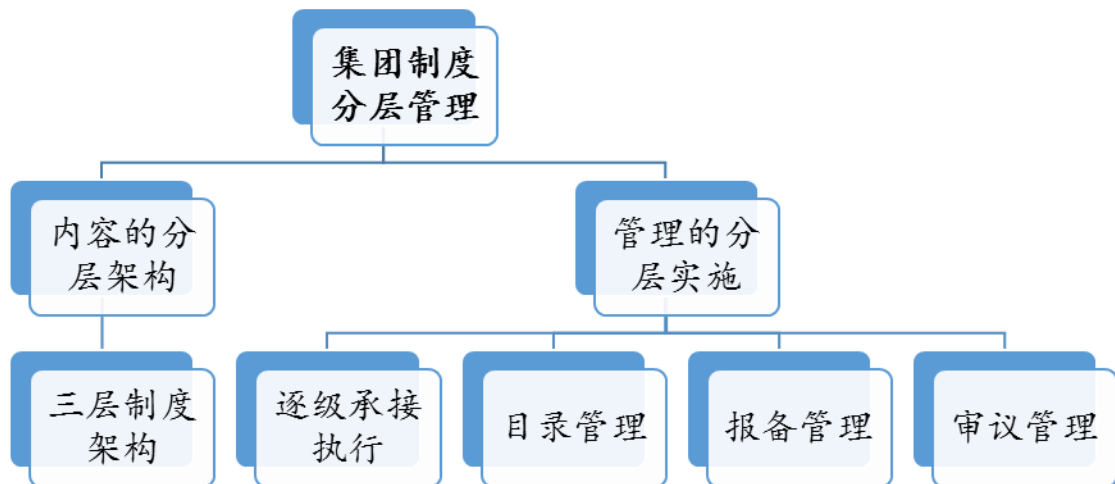 集团制度
分层管理
内容的分
层架构
管理的分
层实施
三层制度
架构
逐级承接
执行
目录管理
报备管理
审议管理